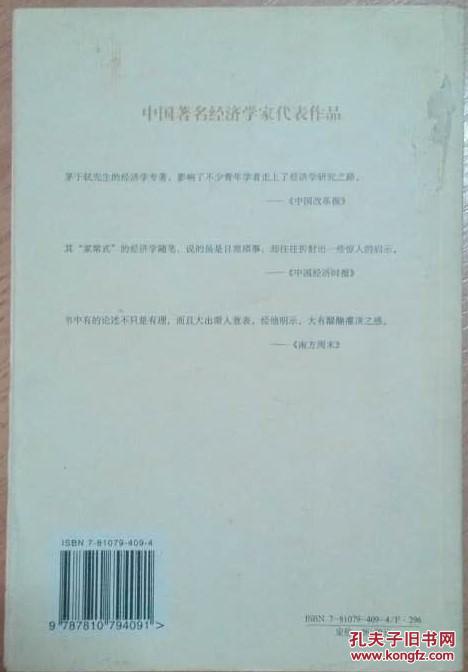 中国著名经济学家代表作品
茅于轼先生的经济学专著，影响了不少青年学者走上了经济学研究之路。
——《中国改革报》
其“家常式”的经济学随笔，说的虽是日常琐事，却往往折射出一些惊人的启示。
——《中国经济时报》
书中有的论述不只是有理，而且大出常人意表，经他明示，大有醍醐灌顶之感。
——《南方周末》
ISBN 7-81079-409-4
9 787810 794091 >
ISBN 7-81079-409-4/F·296
定价：
孔夫子旧书网
www.kongfz.com